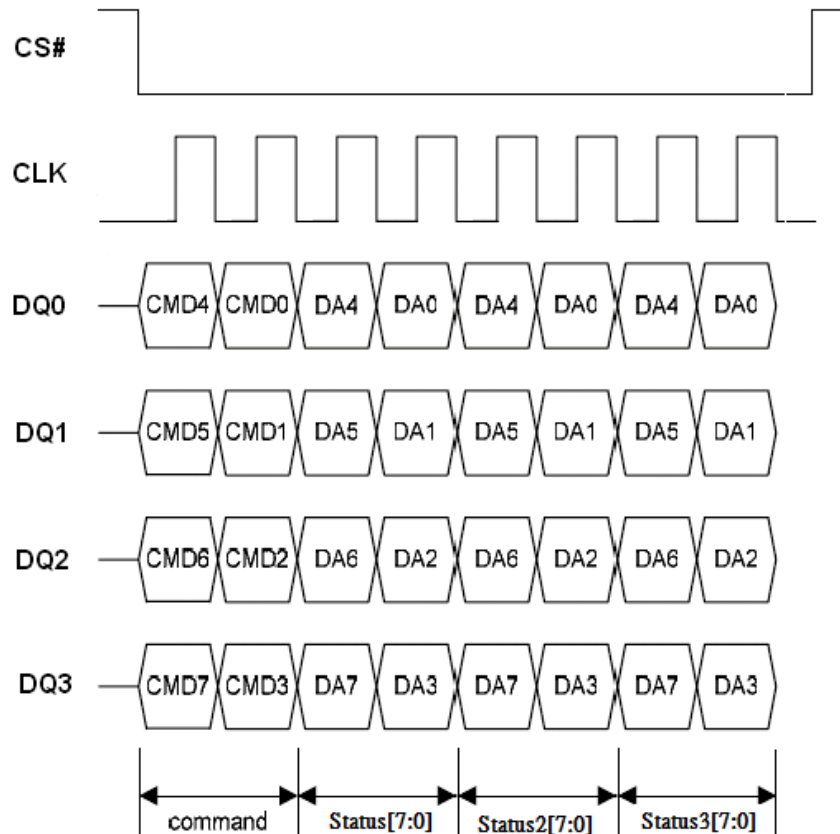 CS#
CLK
DQ0 CMD4 CMD0 DA4 DA0 DA4 DA0 DA4 DA0
DQ1 CMD5 CMD1 DA5 DA1 DA5 DA1 DA5 DA1
DQ2 CMD6 CMD2 DA6 DA2 DA6 DA2 DA6 DA2
DQ3 CMD7 CMD3 DA7 DA3 DA7 DA3 DA7 DA3
command Status[7:0] Status2[7:0] Status3[7:0]